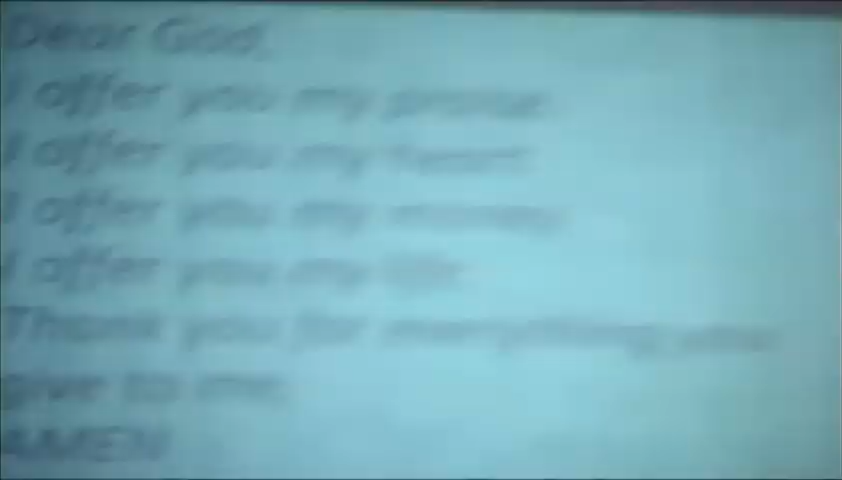 Dear God,
I offer you my praise
I offer you my heart
I offer you my money
I offer you my life
Thank you for everything you
give to me.
AMEN